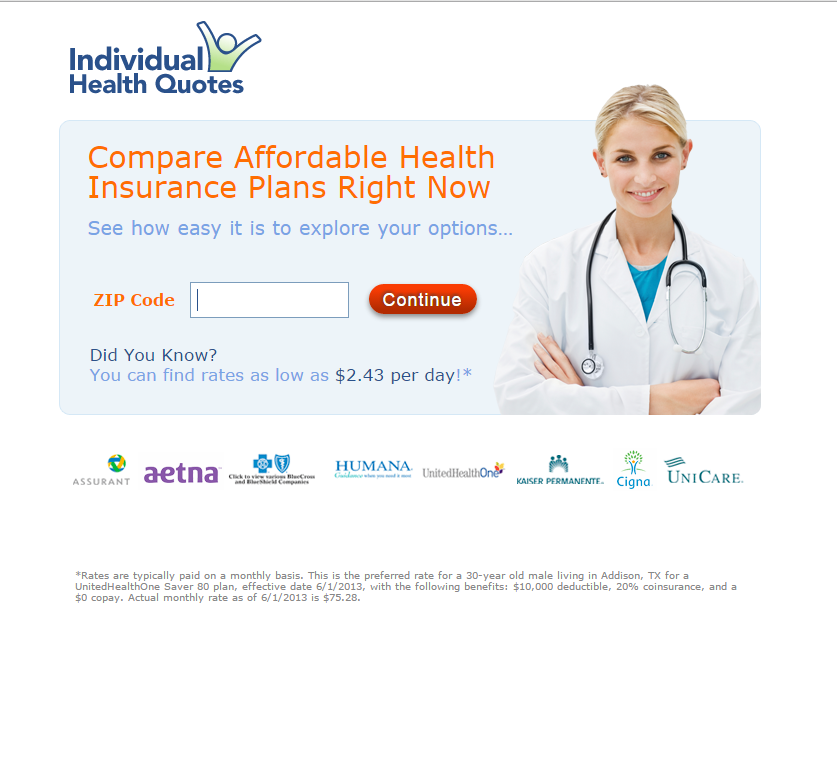 Individual
Health Quotes
Compare Affordable Health
Insurance Plans Right Now
See how easy it is to explore your options...
ZIP Code
Continue
Did You Know?
You can find rates as low as $2.43 per day!*
ASSURANT
aetna
Click to view various BlueCross
and BlueShield Companies
HUMANA
Guidance when you need it most
UnitedHealthOne
KAISER PERMANENTE
Cigna
UNICARE
*Rates are typically paid on a monthly basis. This is the preferred rate for a 30-year old male living in Addison, TX for a
UnitedHealthOne Saver 80 plan, effective date 6/1/2013, with the following benefits: $10,000 deductible, 20% coinsurance, and a
$0 copay. Actual monthly rate as of 6/1/2013 is $75.28.